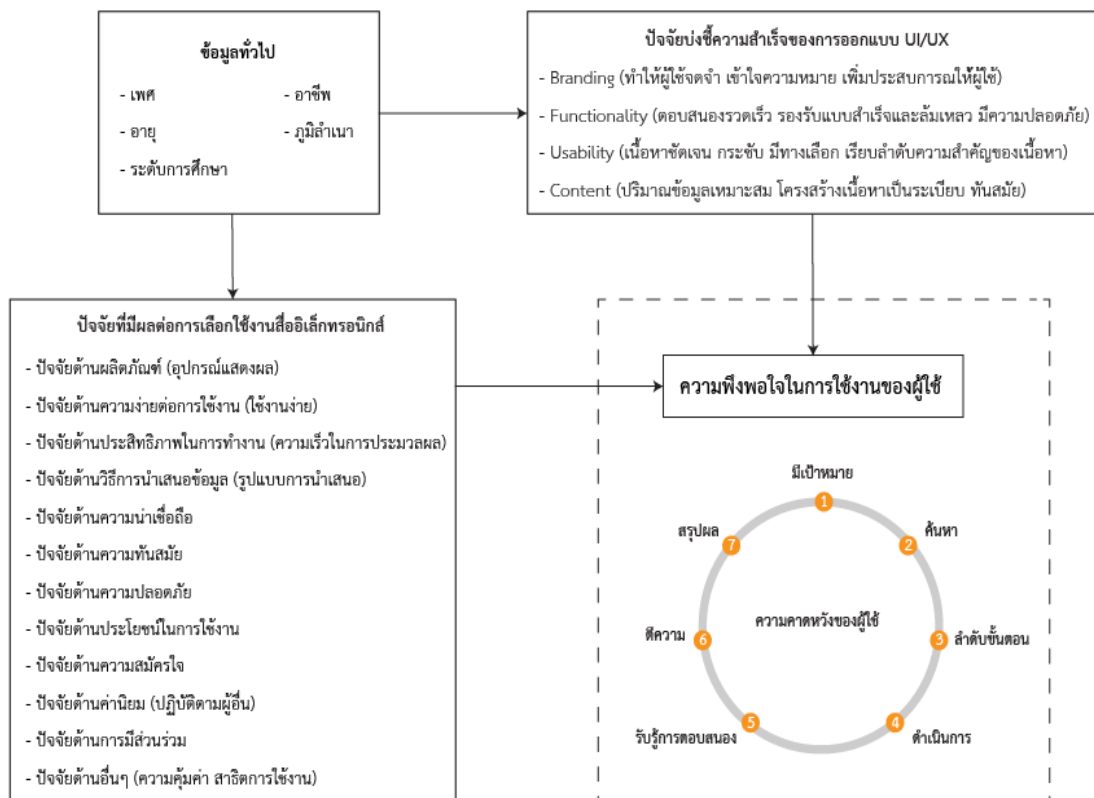 ข้อมูลทั่วไป
- เพศ
- อาชีพ
- อายุ
- ภูมิลำเนา
- ระดับการศึกษา
ปัจจัยบ่งชี้ความสำเร็จของการออกแบบ UI/UX
- Branding (ทำให้ผู้ใช้จดจำ เข้าใจความหมาย เพิ่มประสบการณ์ให้ผู้ใช้)
- Functionality (ตอบสนองรวดเร็ว รองรับแบบสำเร็จและล้มเหลว มีความปลอดภัย)
- Usability (เนื้อหาชัดเจน กระชับ มีทางเลือก เรียบลำดับความสำคัญของเนื้อหา)
- Content (ปริมาณข้อมูลเหมาะสม โครงสร้างเนื้อหาเป็นระเบียบ ทันสมัย)
ปัจจัยที่มีผลต่อการเลือกใช้งานสื่ออิเล็กทรอนิกส์
- ปัจจัยด้านผลิตภัณฑ์ (อุปกรณ์แสดงผล)
- ปัจจัยด้านความง่ายต่อการใช้งาน (ใช้งานง่าย)
- ปัจจัยด้านประสิทธิภาพในการทำงาน (ความเร็วในการประมวลผล)
- ปัจจัยด้านวิธีการนำเสนอข้อมูล (รูปแบบการนำเสนอ)
- ปัจจัยด้านความน่าเชื่อถือ
- ปัจจัยด้านความทันสมัย
- ปัจจัยด้านความปลอดภัย
- ปัจจัยด้านประโยชน์ในการใช้งาน
- ปัจจัยด้านความสมัครใจ
- ปัจจัยด้านค่านิยม (ปฏิบัติตามผู้อื่น)
- ปัจจัยด้านการมีส่วนร่วม
- ปัจจัยด้านอื่นๆ (ความคุ้มค่า สาธิตการใช้งาน)
ความพึงพอใจในการใช้งานของผู้ใช้
มีเป้าหมาย
1
ค้นหา
2
ลำดับขั้นตอน
3
ดำเนินการ
4
รับรู้การตอบสนอง
5
ตีความ
6
สรุปผล
7
ความคาดหวังของผู้ใช้